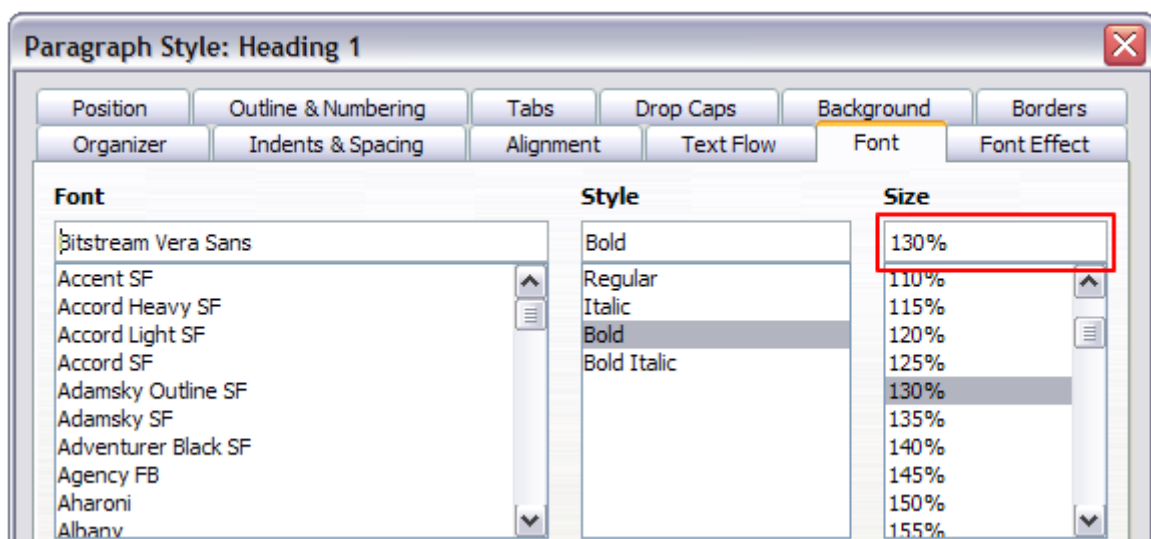 Paragraph Style: Heading 1
Position Outline & Numbering Tabs Drop Caps Background Borders
Organizer Indents & Spacing Alignment Text Flow Font Font Effect
Font Style Size
Bitstream Vera Sans Bold 130%
Accent SF Regular 110%
Accord Heavy SF Italic 115%
Accord Light SF Bold 120%
Accord SF Bold Italic 125%
Adamsky Outline SF 130%
Adamsky SF 135%
Adventurer Black SF 140%
Agency FB 145%
Aharoni 150%
Albany 155%